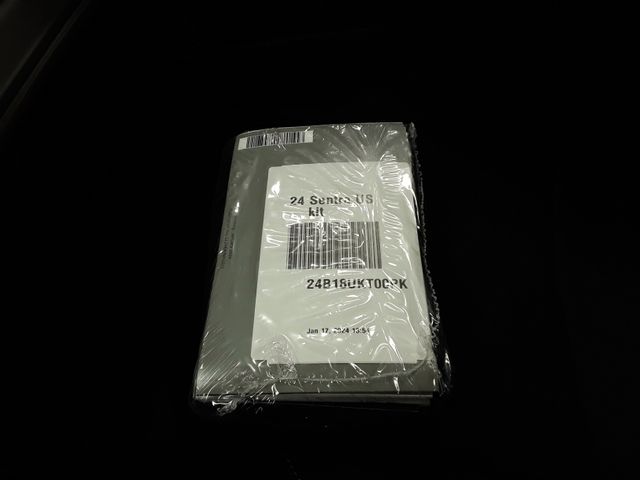 24 Sentra US
kit
24B18UKT00PK
Jan 17, 2024 13:54